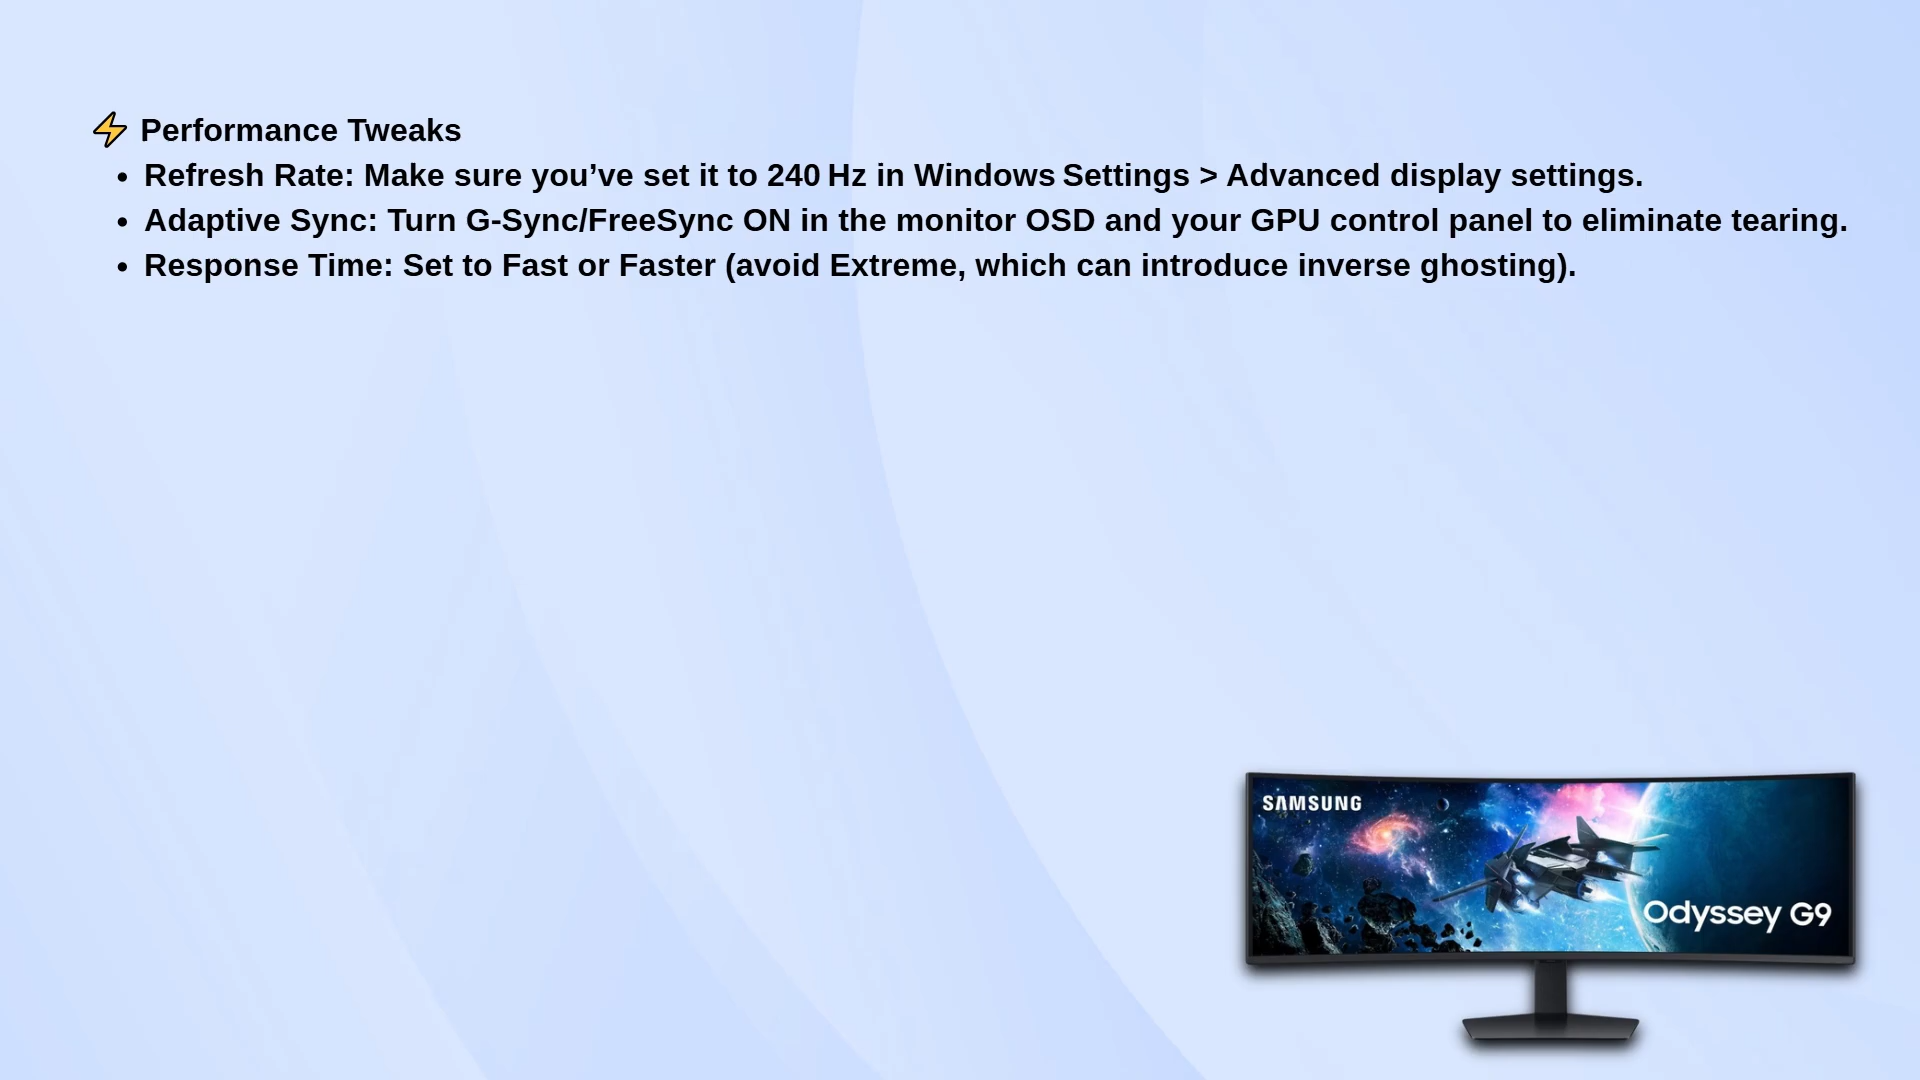 ⚡ Performance Tweaks
• Refresh Rate: Make sure you’ve set it to 240 Hz in Windows Settings > Advanced display settings.
• Adaptive Sync: Turn G-Sync/FreeSync ON in the monitor OSD and your GPU control panel to eliminate tearing.
• Response Time: Set to Fast or Faster (avoid Extreme, which can introduce inverse ghosting).
SAMSUNG
Odyssey G9